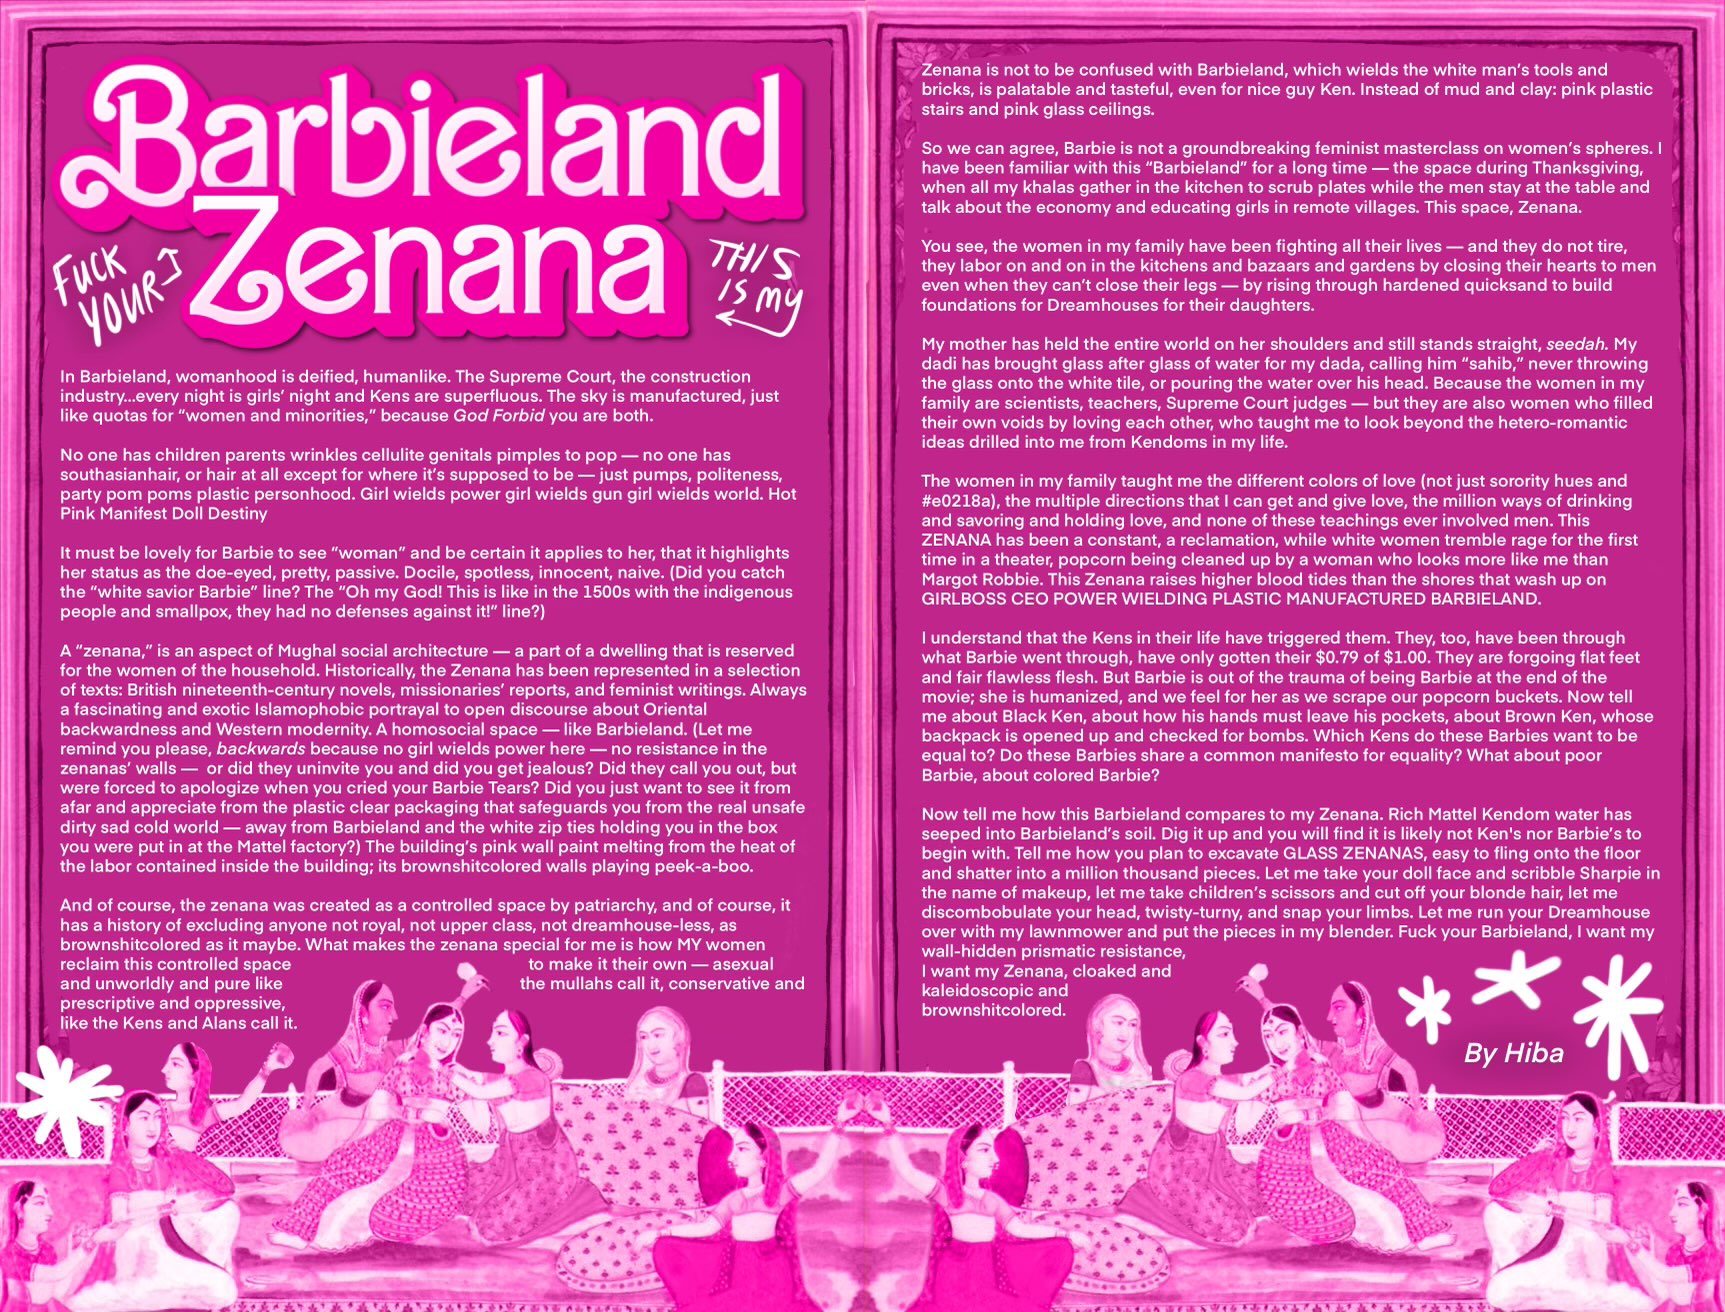 Barbieland
Zenana
FUCK
YOUR
THIS
IS MY
In Barbieland, womanhood is deified, humanlike. The Supreme Court, the construction
industry...every night is girls' night and Kens are superfluous. The sky is manufactured, just
like quotas for “women and minorities,” because God Forbid you are both.
No one has children parents wrinkles cellulite genitals pimples to pop — no one has
southasianhair, or hair at all except for where it's supposed to be — just pumps, politeness,
party pom poms plastic personhood. Girl wields power girl wields gun girl wields world. Hot
Pink Manifest Doll Destiny
It must be lovely for Barbie to see “woman” and be certain it applies to her, that it highlights
her status as the doe-eyed, pretty, passive. Docile, spotless, innocent, naive. (Did you catch
the “white savior Barbie” line? The “Oh my God! This is like in the 1500s with the indigenous
people and smallpox, they had no defenses against it!” line?)
A “zenana,” is an aspect of Mughal social architecture — a part of a dwelling that is reserved
for the women of the household. Historically, the Zenana has been represented in a selection
of texts: British nineteenth-century novels, missionaries' reports, and feminist writings. Always
a fascinating and exotic Islamophobic portrayal to open discourse about Oriental
backwardness and Western modernity. A homosocial space — like Barbieland. (Let me
remind you please, backwards because no girl wields power here — no resistance in the
zenanas' walls — or did they uninvite you and did you get jealous? Did they call you out, but
were forced to apologize when you cried your Barbie Tears? Did you just want to see it from
afar and appreciate from the plastic clear packaging that safeguards you from the real unsafe
dirty sad cold world — away from Barbieland and the white zip ties holding you in the box
you were put in at the Mattel factory?) The building's pink wall paint melting from the heat of
the labor contained inside the building; its brownshitcolored walls playing peek-a-boo.
And of course, the zenana was created as a controlled space by patriarchy, and of course, it
has a history of excluding anyone not royal, not upper class, not dreamhouse-less, as
brownshitcolored as it maybe. What makes the zenana special for me is how MY women
reclaim this controlled space to make it their own — asexual
and unworldly and pure like the mullahs call it, conservative and
prescriptive and oppressive,
like the Kens and Alans call it.
Zenana is not to be confused with Barbieland, which wields the white man's tools and
bricks, is palatable and tasteful, even for nice guy Ken. Instead of mud and clay: pink plastic
stairs and pink glass ceilings.
So we can agree, Barbie is not a groundbreaking feminist masterclass on women's spheres. I
have been familiar with this “Barbieland” for a long time — the space during Thanksgiving,
when all my khalas gather in the kitchen to scrub plates while the men stay at the table and
talk about the economy and educating girls in remote villages. This space, Zenana.
You see, the women in my family have been fighting all their lives — and they do not tire,
they labor on and on in the kitchens and bazaars and gardens by closing their hearts to men
even when they can't close their legs — by rising through hardened quicksand to build
foundations for Dreamhouses for their daughters.
My mother has held the entire world on her shoulders and still stands straight, seedah. My
dadi has brought glass after glass of water for my dada, calling him “sahib,” never throwing
the glass onto the white tile, or pouring the water over his head. Because the women in my
family are scientists, teachers, Supreme Court judges — but they are also women who filled
their own voids by loving each other, who taught me to look beyond the hetero-romantic
ideas drilled into me from Kendoms in my life.
The women in my family taught me the different colors of love (not just sorority hues and
#e0218a), the multiple directions that I can get and give love, the million ways of drinking
and savoring and holding love, and none of these teachings ever involved men. This
ZENANA has been a constant, a reclamation, while white women tremble rage for the first
time in a theater, popcorn being cleaned up by a woman who looks more like me than
Margot Robbie. This Zenana raises higher blood tides than the shores that wash up on
GIRLBOSS CEO POWER WIELDING PLASTIC MANUFACTURED BARBIELAND.
I understand that the Kens in their life have triggered them. They, too, have been through
what Barbie went through, have only gotten their $0.79 of $1.00. They are forgoing flat feet
and fair flawless flesh. But Barbie is out of the trauma of being Barbie at the end of the
movie; she is humanized, and we feel for her as we scrape our popcorn buckets. Now tell
me about Black Ken, about how his hands must leave his pockets, about Brown Ken, whose
backpack is opened up and checked for bombs. Which Kens do these Barbies want to be
equal to? Do these Barbies share a common manifesto for equality? What about poor
Barbie, about colored Barbie?
Now tell me how this Barbieland compares to my Zenana. Rich Mattel Kendom water has
seeped into Barbieland's soil. Dig it up and you will find it is likely not Ken's nor Barbie's to
begin with. Tell me how you plan to excavate GLASS ZENANAS, easy to fling onto the floor
and shatter into a million thousand pieces. Let me take your doll face and scribble Sharpie in
the name of makeup, let me take children's scissors and cut off your blonde hair, let me
discombobulate your head, twisty-turny, and snap your limbs. Let me run your Dreamhouse
over with my lawnmower and put the pieces in my blender. Fuck your Barbieland, I want my
wall-hidden prismatic resistance,
I want my Zenana, cloaked and
kaleidoscopic and
brownshitcolored.
By Hiba